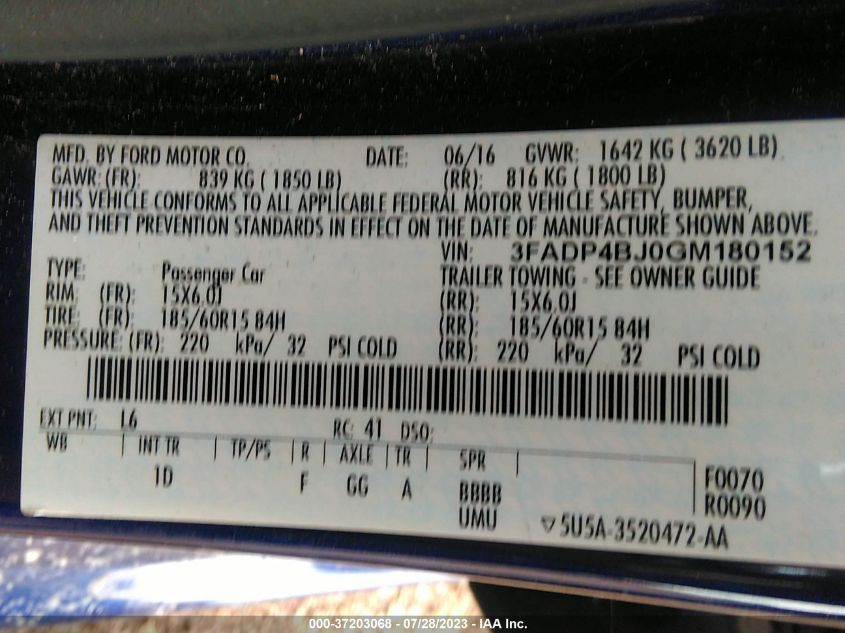 MFD. BY FORD MOTOR CO. DATE: 06/16 GVWR: 1642 KG ( 3620 LB)
GAWR: (FR): 839 KG ( 1850 LB) (RR): 816 KG ( 1800 LB)
THIS VEHICLE CONFORMS TO ALL APPLICABLE FEDERAL MOTOR VEHICLE SAFETY, BUMPER,
AND THEFT PREVENTION STANDARDS IN EFFECT ON THE DATE OF MANUFACTURE SHOWN ABOVE.
VIN: 3FADP4BJ0GM180152
TYPE: Passenger Car TRAILER TOWING - SEE OWNER GUIDE
RIM: (FR): 15X6.0J (RR): 15X6.0J
TIRE: (FR): 185/60R15 84H (RR): 185/60R15 84H
PRESSURE: (FR): 220 kPa/ 32 PSI COLD (RR): 220 kPa/ 32 PSI COLD
EXT PNT: L6 RC: 41 DSO:
WB INT TR TP/PS R AXLE TR SPR
1D F GG A BBBB F0070
UMU R0090
▽5U5A-3520472-AA
000-37203068 - 07/28/2023 - IAA Inc.